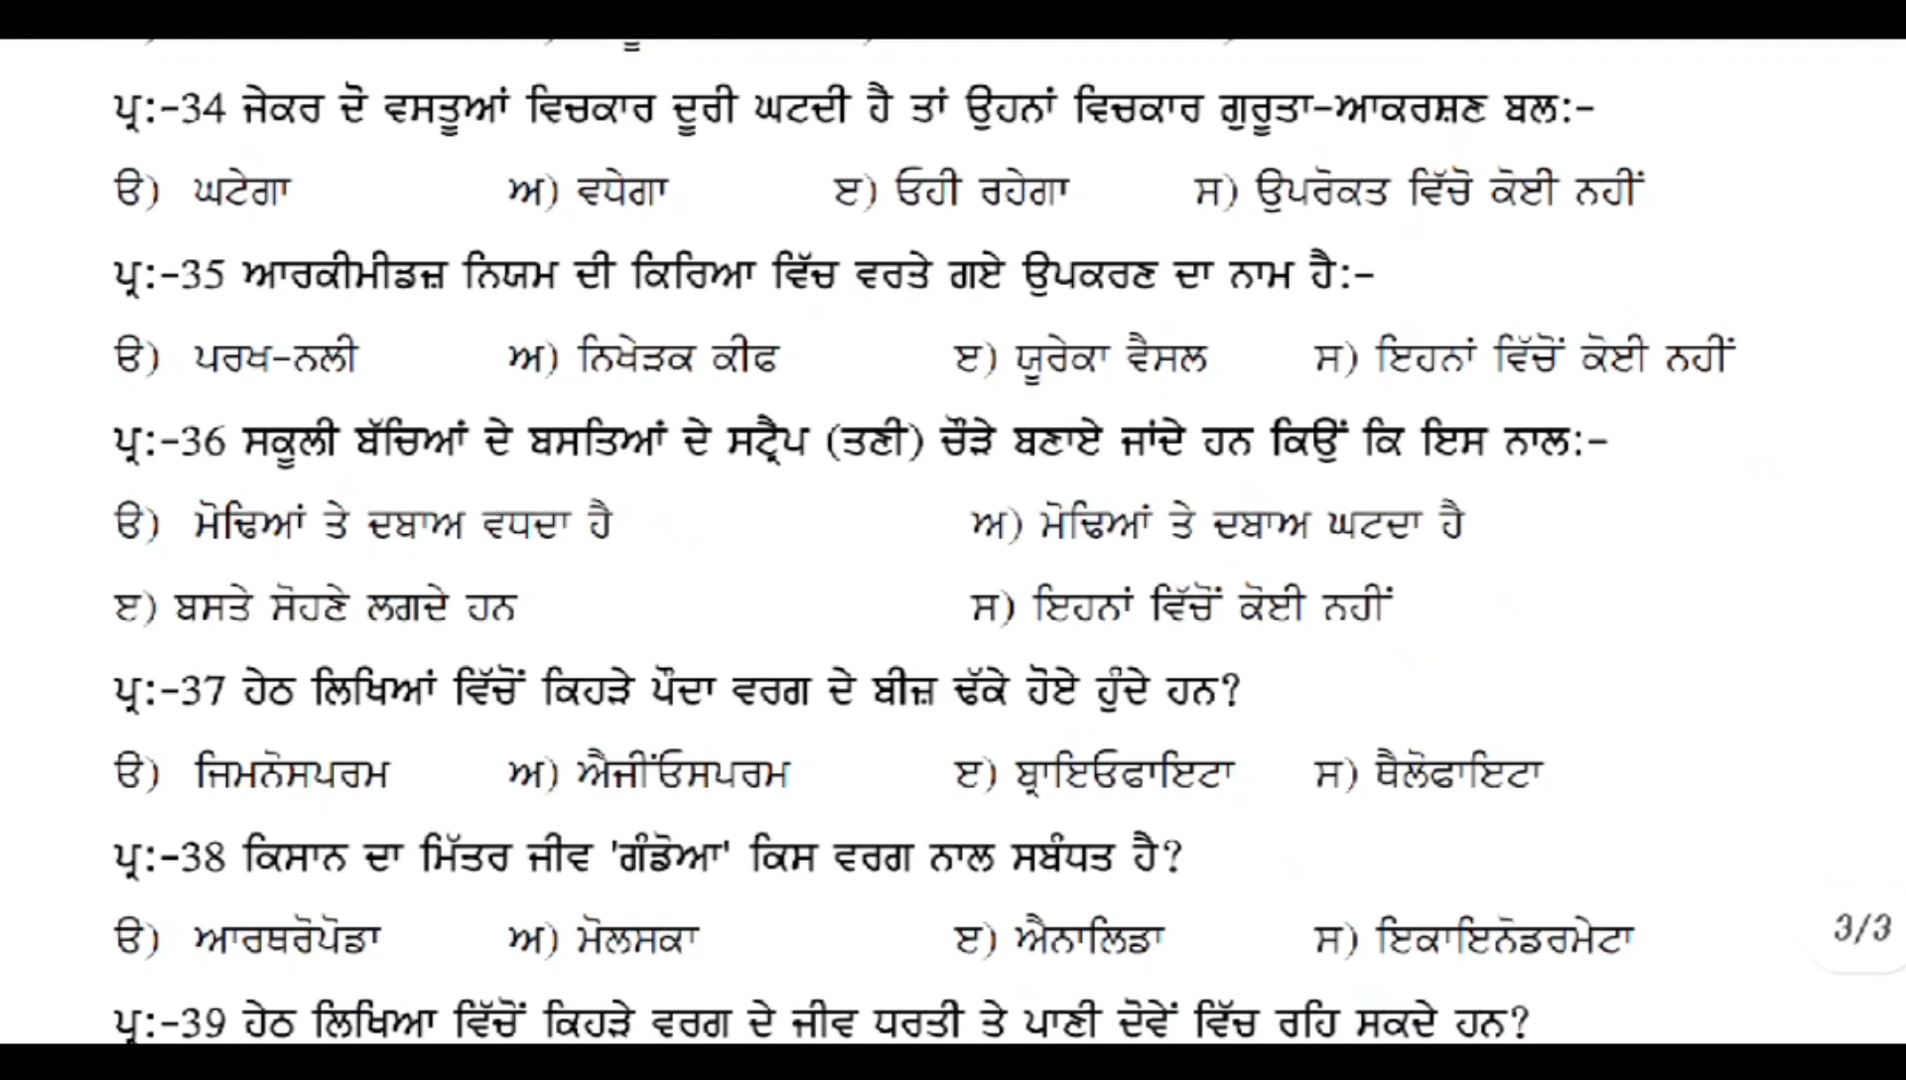 ਪ੍ਰ:-34 ਜੇਕਰ ਦੋ ਵਸਤੂਆਂ ਵਿਚਕਾਰ ਦੂਰੀ ਘਟਦੀ ਹੈ ਤਾਂ ਉਹਨਾਂ ਵਿਚਕਾਰ ਗੁਰੂਤਾ-ਆਕਰਸ਼ਣ ਬਲ:-
ੳ) ਘਟੇਗਾ ਅ) ਵਧੇਗਾ ੲ) ਓਹੀ ਰਹੇਗਾ ਸ) ਉਪਰੋਕਤ ਵਿੱਚੋ ਕੋਈ ਨਹੀਂ
ਪ੍ਰ:-35 ਆਰਕੀਮੀਡਜ਼ ਨਿਯਮ ਦੀ ਕਿਰਿਆ ਵਿੱਚ ਵਰਤੇ ਗਏ ਉਪਕਰਣ ਦਾ ਨਾਮ ਹੈ:-
ੳ) ਪਰਖ-ਨਲੀ ਅ) ਨਿਖੇੜਕ ਕੀਫ ੲ) ਯੂਰੇਕਾ ਵੈਸਲ ਸ) ਇਹਨਾਂ ਵਿੱਚੋਂ ਕੋਈ ਨਹੀਂ
ਪ੍ਰ:-36 ਸਕੂਲੀ ਬੱਚਿਆਂ ਦੇ ਬਸਤਿਆਂ ਦੇ ਸਟ੍ਰੈਪ (ਤਣੀ) ਚੌੜੇ ਬਣਾਏ ਜਾਂਦੇ ਹਨ ਕਿਉਂ ਕਿ ਇਸ ਨਾਲ:-
ੳ) ਮੋਢਿਆਂ ਤੇ ਦਬਾਅ ਵਧਦਾ ਹੈ ਅ) ਮੋਢਿਆਂ ਤੇ ਦਬਾਅ ਘਟਦਾ ਹੈ
ੲ) ਬਸਤੇ ਸੋਹਣੇ ਲਗਦੇ ਹਨ ਸ) ਇਹਨਾਂ ਵਿੱਚੋਂ ਕੋਈ ਨਹੀਂ
ਪ੍ਰ:-37 ਹੇਠ ਲਿਖਿਆਂ ਵਿੱਚੋਂ ਕਿਹੜੇ ਪੌਦਾ ਵਰਗ ਦੇ ਬੀਜ਼ ਢੱਕੇ ਹੋਏ ਹੁੰਦੇ ਹਨ?
ੳ) ਜਿਮਨੋਸਪਰਮ ਅ) ਐਜੀਂਓਸਪਰਮ ੲ) ਬ੍ਰਾਇਓਫਾਇਟਾ ਸ) ਥੈਲੋਫਾਇਟਾ
ਪ੍ਰ:-38 ਕਿਸਾਨ ਦਾ ਮਿੱਤਰ ਜੀਵ 'ਗੰਡੋਆ' ਕਿਸ ਵਰਗ ਨਾਲ ਸਬੰਧਤ ਹੈ?
ੳ) ਆਰਥਰੋਪੋਡਾ ਅ) ਮੋਲਸਕਾ ੲ) ਐਨਾਲਿਡਾ ਸ) ਇਕਾਇਨੋਡਰਮੇਟਾ
3/3
ਪ੍ਰ:-39 ਹੇਠ ਲਿਖਿਆ ਵਿੱਚੋਂ ਕਿਹੜੇ ਵਰਗ ਦੇ ਜੀਵ ਧਰਤੀ ਤੇ ਪਾਣੀ ਦੋਵੇਂ ਵਿੱਚ ਰਹਿ ਸਕਦੇ ਹਨ?